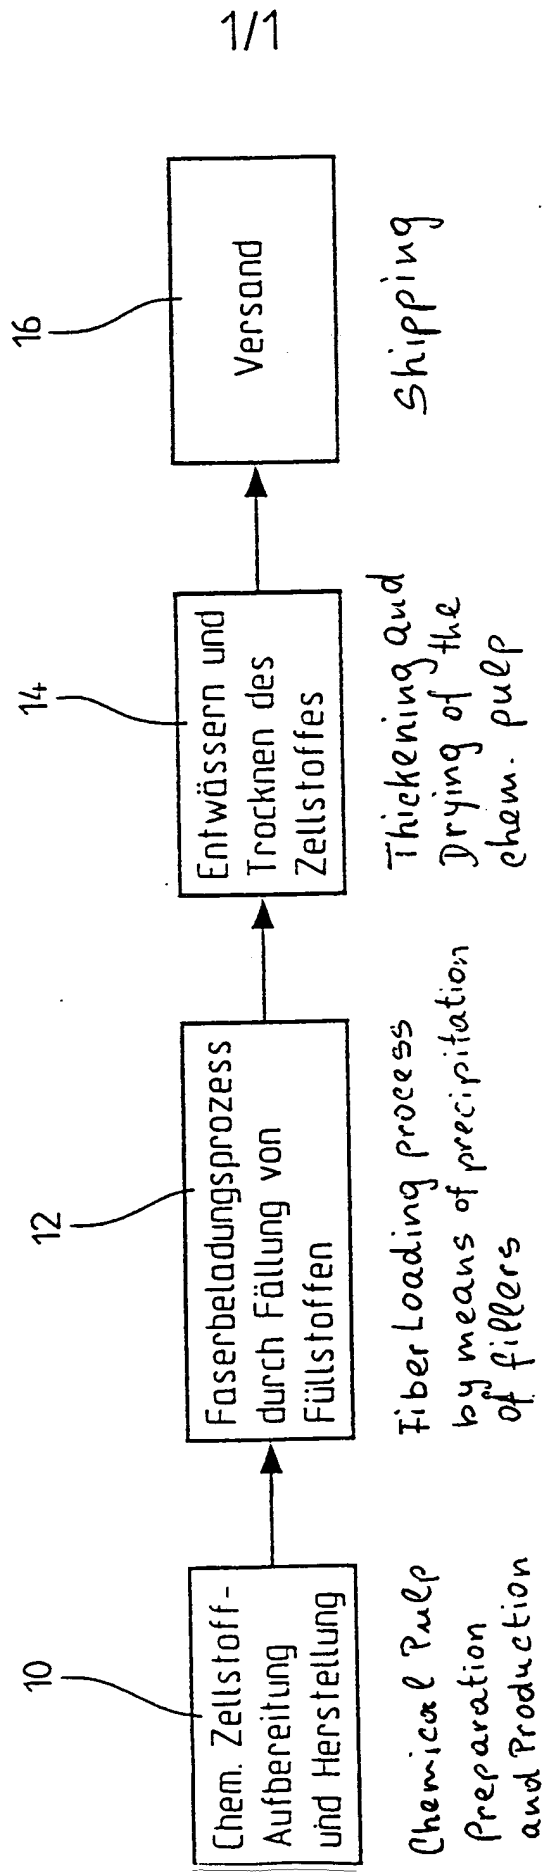 1/1
10
Chem. Zellstoff-
Aufbereitung
und Herstellung
Chemical Pulp
Preparation
and Production
12
Faserbeladungsprozess
durch Fällung von
Füllstoffen
Fiber Loading process
by means of precipitation
of fillers
14
Entwässern und
Trocknen des
Zellstoffes
Thickening and
Drying of the
chem. pulp
16
Versand
Shipping